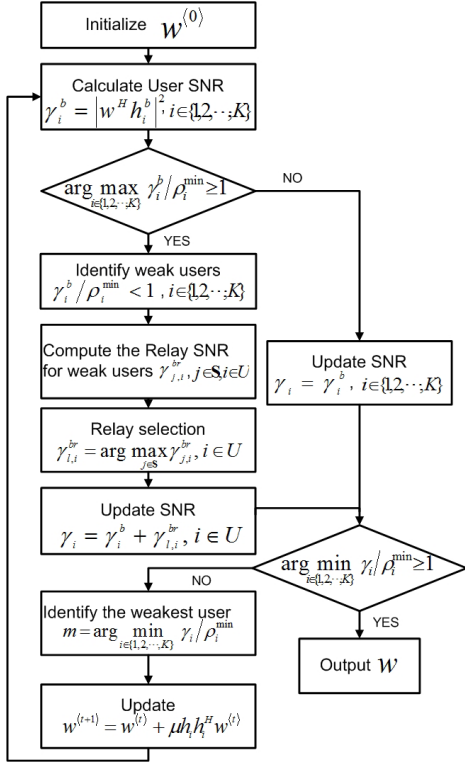 Initialize w^⟨0⟩
Calculate User SNR
γ_i^b = |w^H h_i^b|^2, i∈{1,2,⋯,K}
arg max_{i∈{1,2,⋯,K}} γ_i^b/ρ_i^min ≥1
NO
YES
Identify weak users
γ_i^b/ρ_i^min < 1 , i∈{1,2,⋯,K}
Compute the Relay SNR
for weak users γ_{j,i}^{br}, j∈S, i∈U
Update SNR
γ_i = γ_i^b, i∈{1,2,⋯,K}
Relay selection
γ_{l,i}^{br} = arg max_{j∈S} γ_{j,i}^{br}, i∈U
Update SNR
γ_i = γ_i^b + γ_{l,i}^{br}, i∈U
arg min_{i∈{1,2,⋯,K}} γ_i/ρ_i^min ≥1
NO
YES
Identify the weakest user
m = arg min_{i∈{1,2,⋯,K}} γ_i/ρ_i^min
Output w
Update
w^⟨t+1⟩ = w^⟨t⟩ + μh_i h_i^H w^⟨t⟩